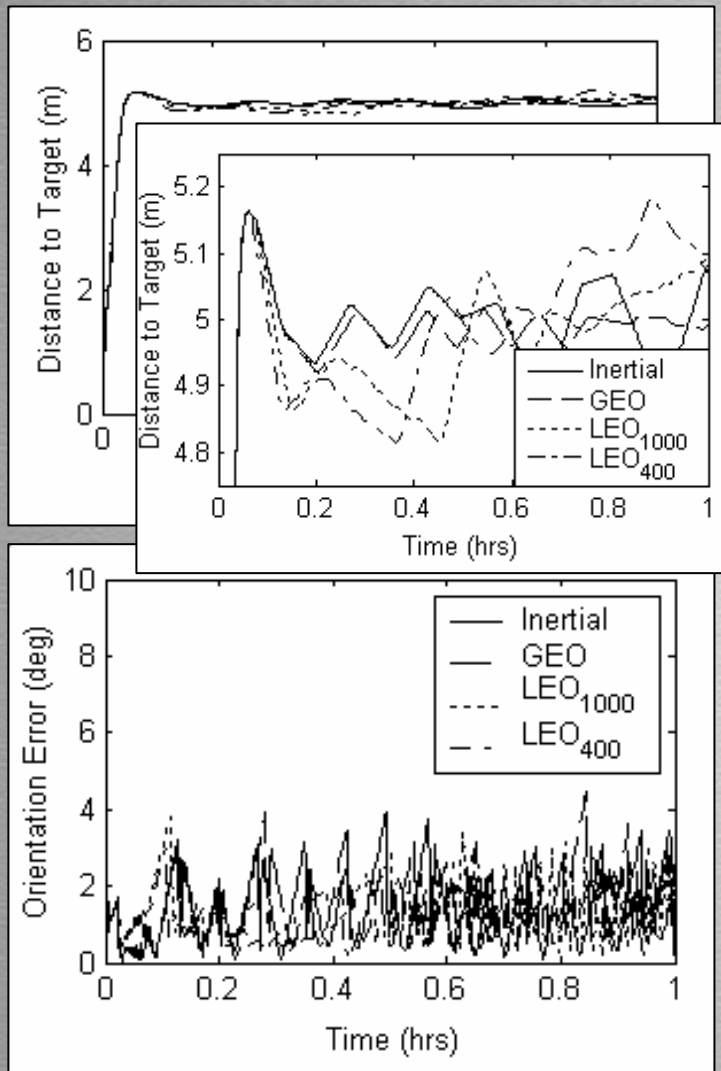 6
4
2
0
0
Distance to Target (m)
5.2
5.1
5
4.9
4.8
Distance to Target (m)
Inertial
GEO
LEO1000
LEO400
0 0.2 0.4 0.6 0.8 1
Time (hrs)
10
8
6
4
2
0
Orientation Error (deg)
Inertial
GEO
LEO1000
LEO400
0 0.2 0.4 0.6 0.8 1
Time (hrs)